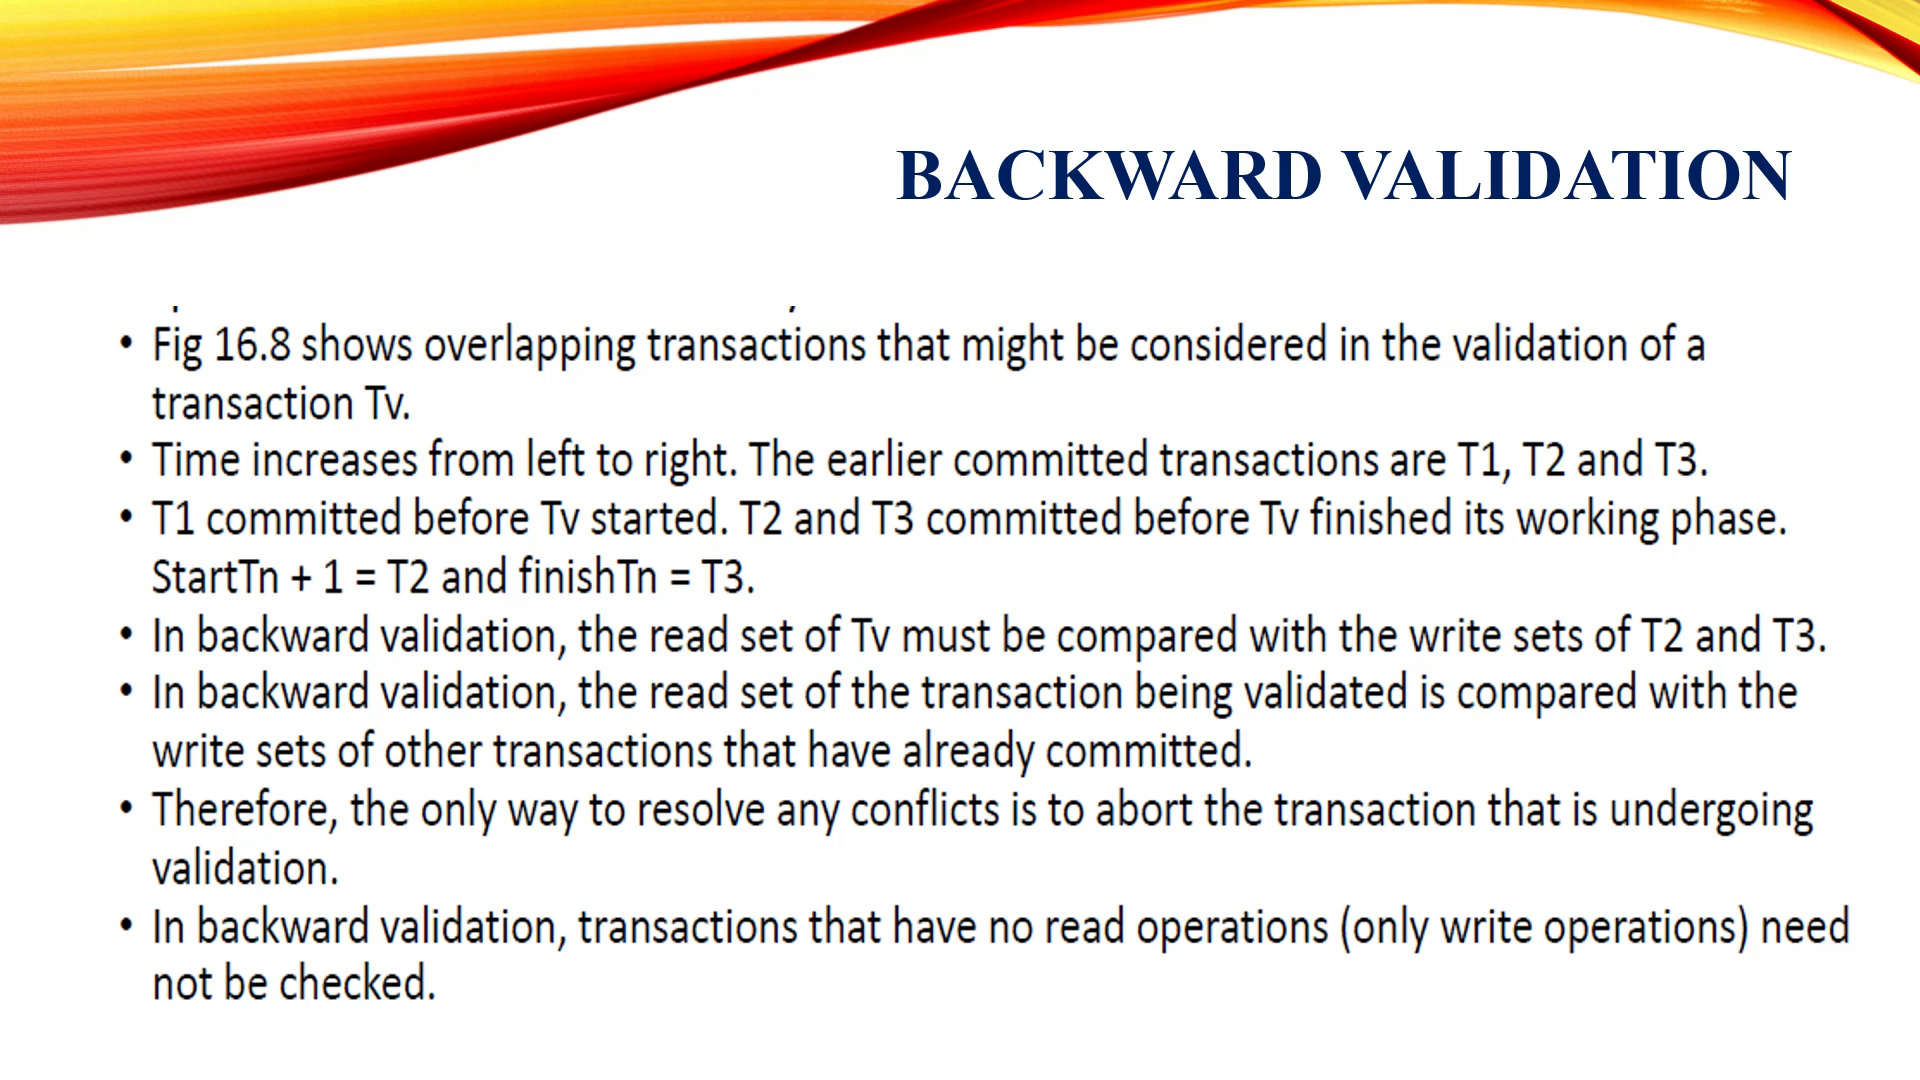 BACKWARD VALIDATION
• Fig 16.8 shows overlapping transactions that might be considered in the validation of a
transaction Tv.
• Time increases from left to right. The earlier committed transactions are T1, T2 and T3.
• T1 committed before Tv started. T2 and T3 committed before Tv finished its working phase.
StartTn + 1 = T2 and finishTn = T3.
• In backward validation, the read set of Tv must be compared with the write sets of T2 and T3.
• In backward validation, the read set of the transaction being validated is compared with the
write sets of other transactions that have already committed.
• Therefore, the only way to resolve any conflicts is to abort the transaction that is undergoing
validation.
• In backward validation, transactions that have no read operations (only write operations) need
not be checked.